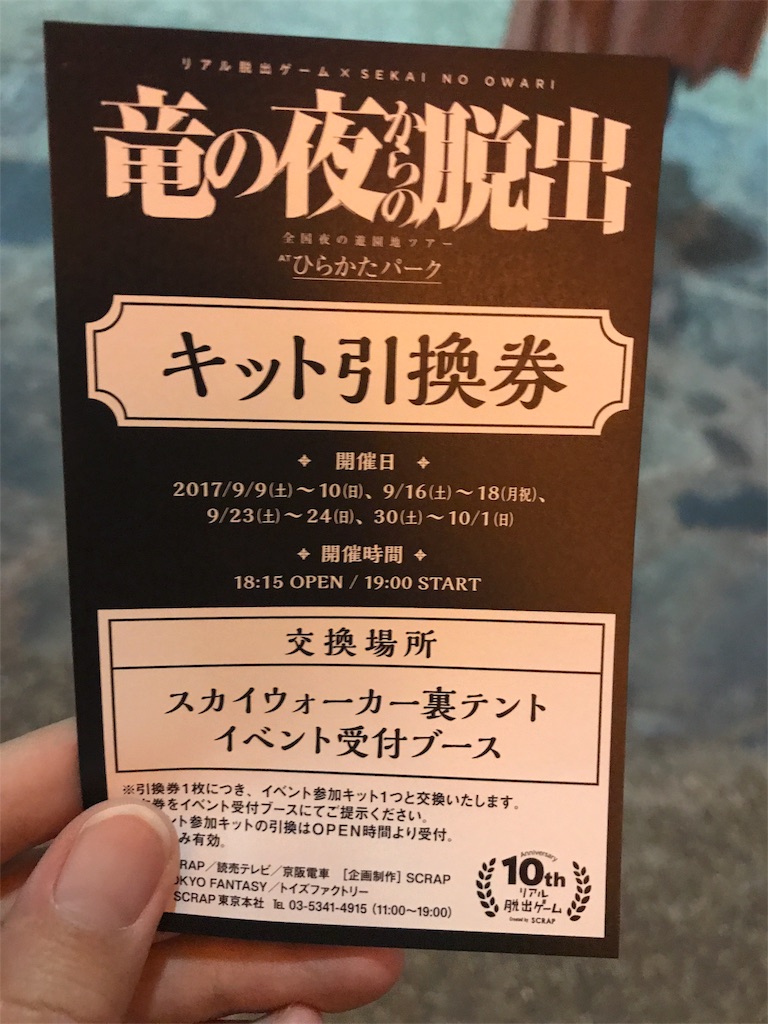 リアル脱出ゲーム×SEKAI NO OWARI
竜の夜からの脱出
全国夜の遊園地ツアー
ATひらかたパーク
キット引換券
開催日
2017/9/9(土)～10(日)、9/16(土)～18(月祝)、
9/23(土)～24(日)、30(土)～10/1(日)
開催時間
18:15 OPEN / 19:00 START
交換場所
スカイウォーカー裏テント
イベント受付ブース
※引換券1枚につき、イベント参加キット1つと交換いたします。
券をイベント受付ブースにてご提示ください。
ント参加キットの引換はOPEN時間より受付。
み有効。
RAP／読売テレビ／京阪電車 [企画制作] SCRAP
OKYO FANTASY／トイズファクトリー
SCRAP東京本社 TEL 03-5341-4915 (11:00～19:00)
Anniversary
10th
リアル
脱出ゲーム
Created by SCRAP